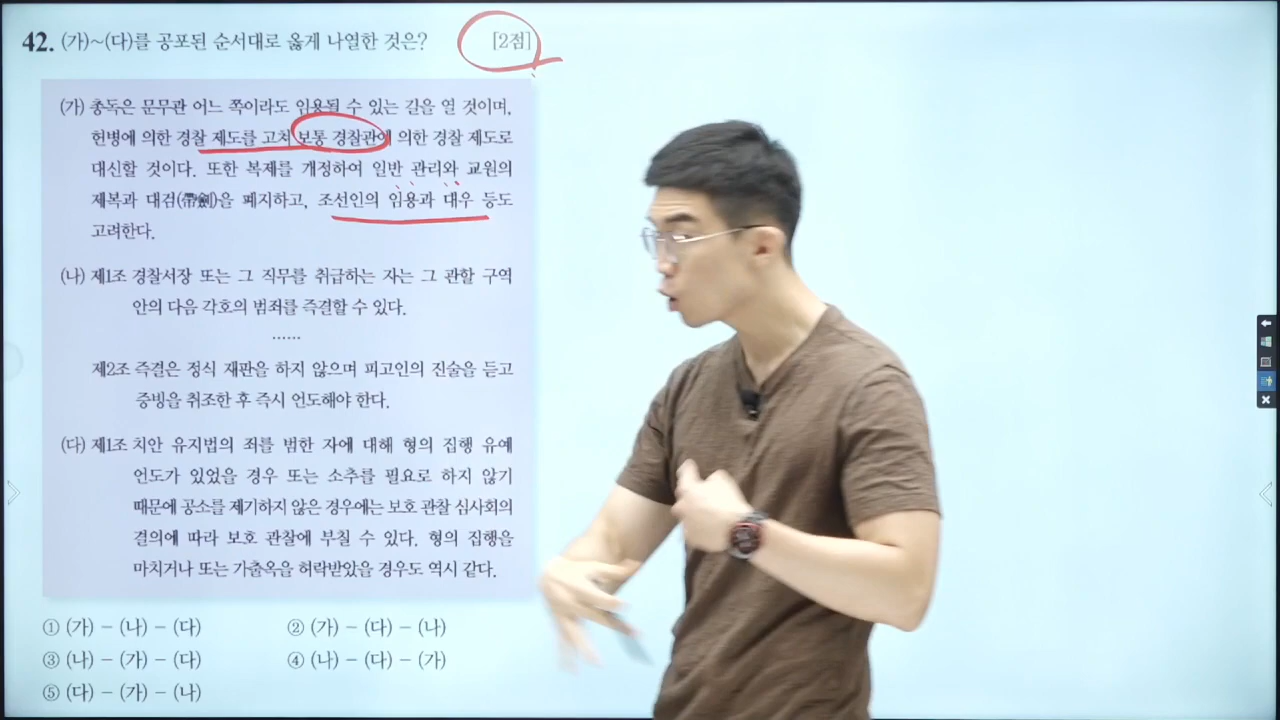 42. (가)~(다)를 공포된 순서대로 옳게 나열한 것은? [2점]
(가) 총독은 문무관 어느 쪽이라도 임용될 수 있는 길을 열 것이며,
헌병에 의한 경찰 제도를 고쳐 보통 경찰관에 의한 경찰 제도로
대신할 것이다. 또한 복제를 개정하여 일반 관리와 교원의
제복과 대검(帶劍)을 폐지하고, 조선인의 임용과 대우 등도
고려한다.
(나) 제1조 경찰서장 또는 그 직무를 취급하는 자는 그 관할 구역
안의 다음 각호의 범죄를 즉결할 수 있다.
……
제2조 즉결은 정식 재판을 하지 않으며 피고인의 진술을 듣고
증빙을 취조한 후 즉시 언도해야 한다.
(다) 제1조 치안 유지법의 죄를 범한 자에 대해 형의 집행 유예
언도가 있었을 경우 또는 소추를 필요로 하지 않기
때문에 공소를 제기하지 않은 경우에는 보호 관찰 심사회의
결의에 따라 보호 관찰에 부칠 수 있다. 형의 집행을
마치거나 또는 가출옥을 허락받았을 경우도 역시 같다.
① (가) - (나) - (다) ② (가) - (다) - (나)
③ (나) - (가) - (다) ④ (나) - (다) - (가)
⑤ (다) - (가) - (나)